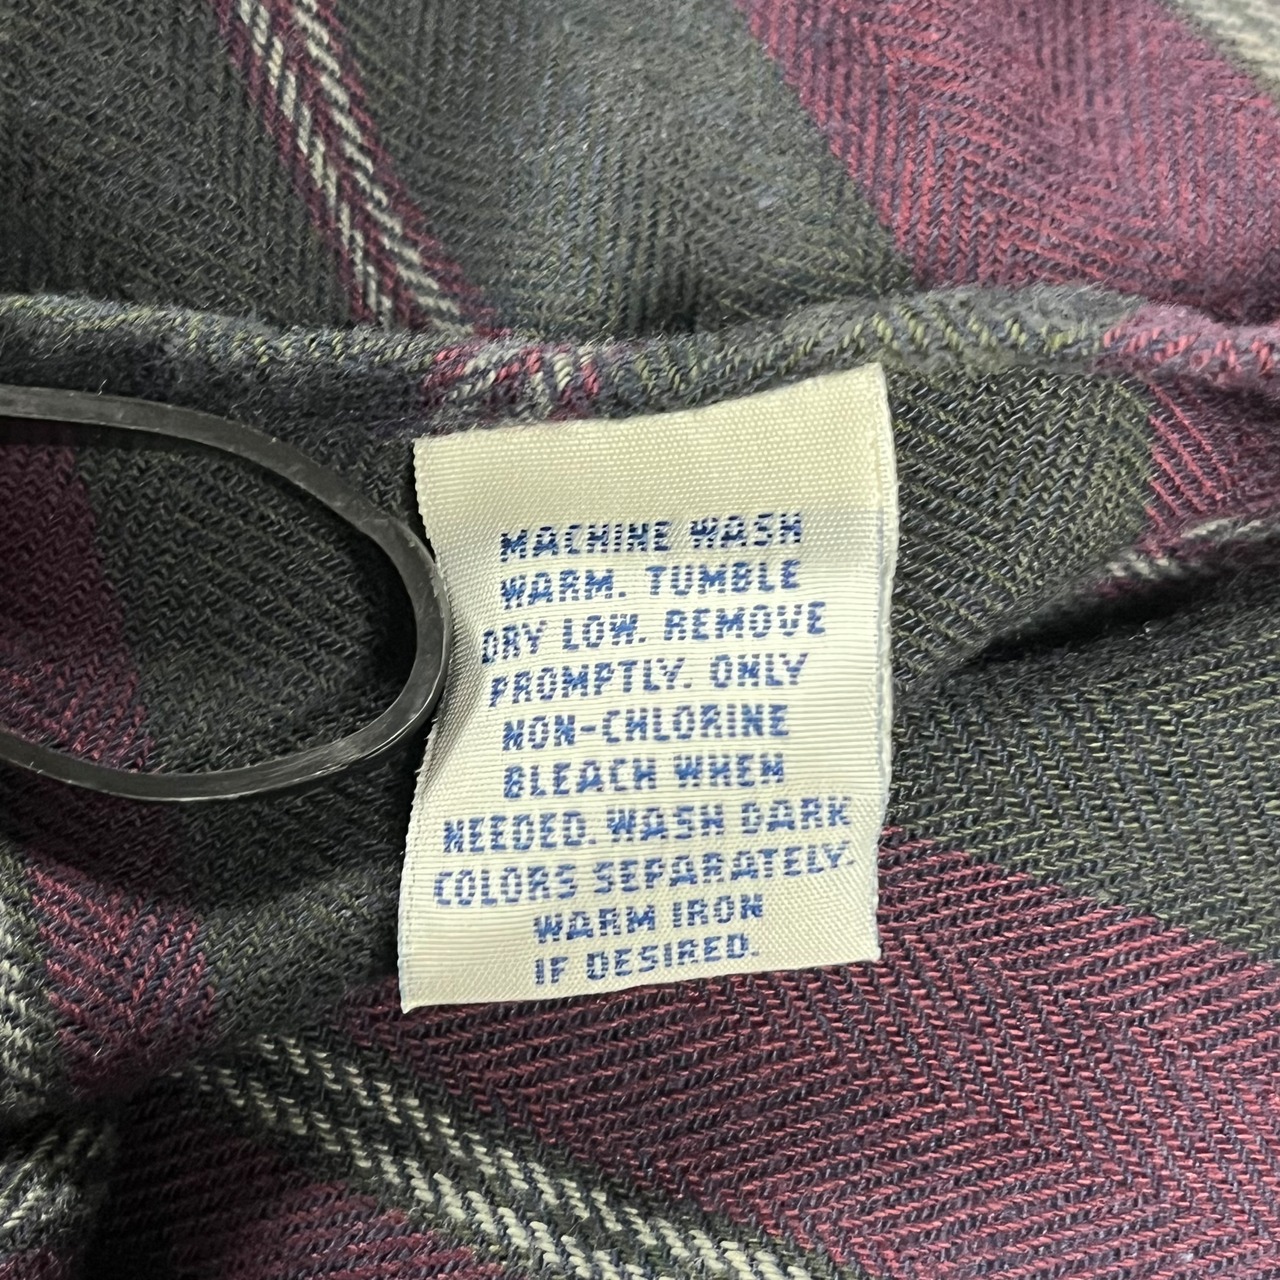 MACHINE WASH
WARM. TUMBLE
DRY LOW. REMOVE
PROMPTLY. ONLY
NON-CHLORINE
BLEACH WHEN
NEEDED. WASH DARK
COLORS SEPARATELY.
WARM IRON
IF DESIRED.